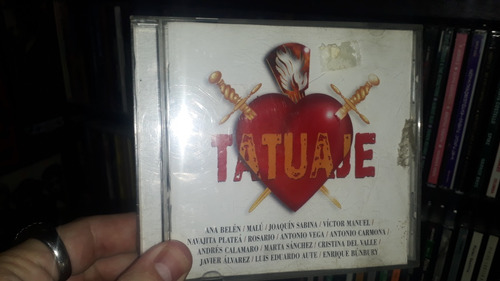 TATUAJE
ANA BELÉN / MALÚ / JOAQUÍN SABINA / VÍCTOR MANUEL /
NAVAJITA PLATEÁ / ROSARIO / ANTONIO VEGA / ANTONIO CARMONA /
ANDRÉS CALAMARO / MARTA SÁNCHEZ / CRISTINA DEL VALLE /
JAVIER ÁLVAREZ / LUIS EDUARDO AUTE / ENRIQUE BUNBURY